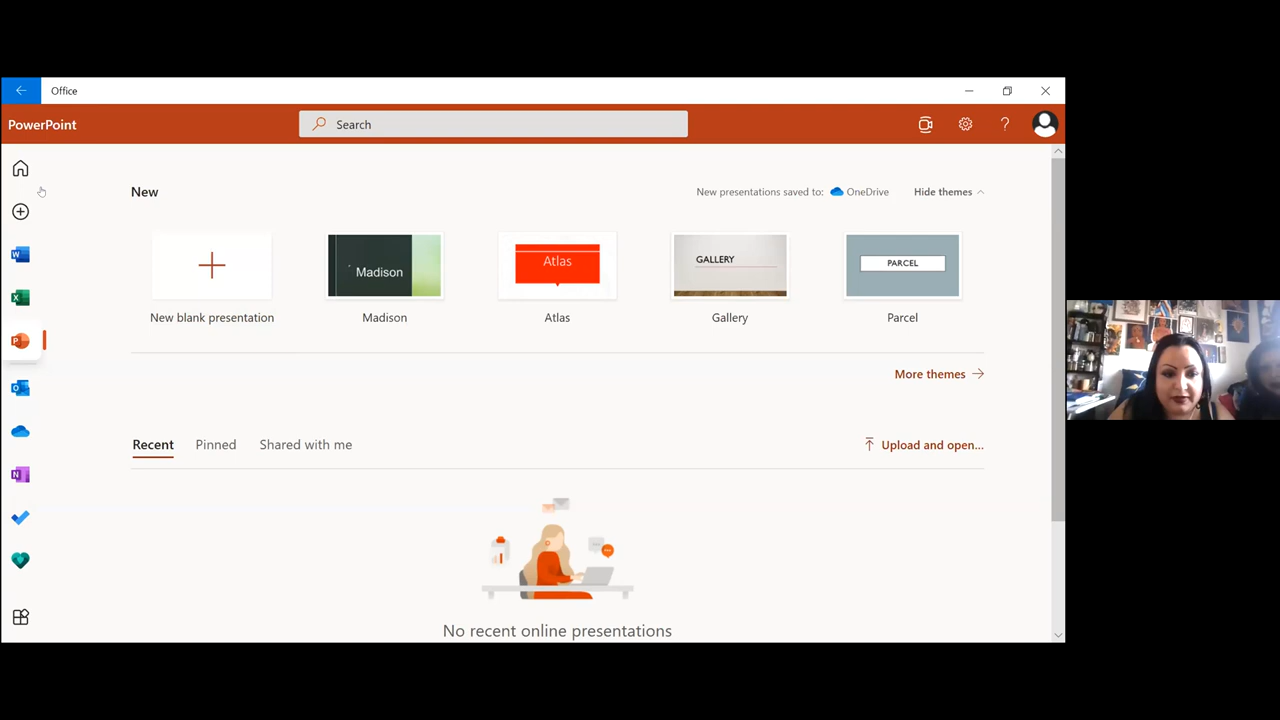 Office
PowerPoint
Search
New
New presentations saved to: OneDrive
Hide themes
Madison
Atlas
GALLERY
PARCEL
New blank presentation
Madison
Atlas
Gallery
Parcel
More themes
Recent
Pinned
Shared with me
Upload and open...
No recent online presentations